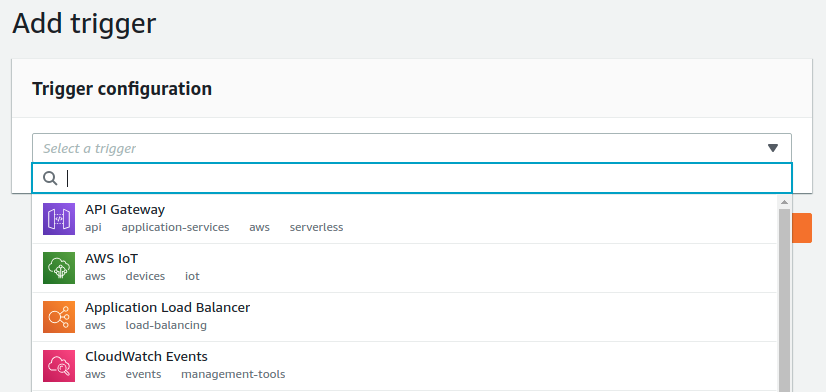 Add trigger
Trigger configuration
Select a trigger
API Gateway
api application-services aws serverless
AWS IoT
aws devices iot
Application Load Balancer
aws load-balancing
CloudWatch Events
aws events management-tools